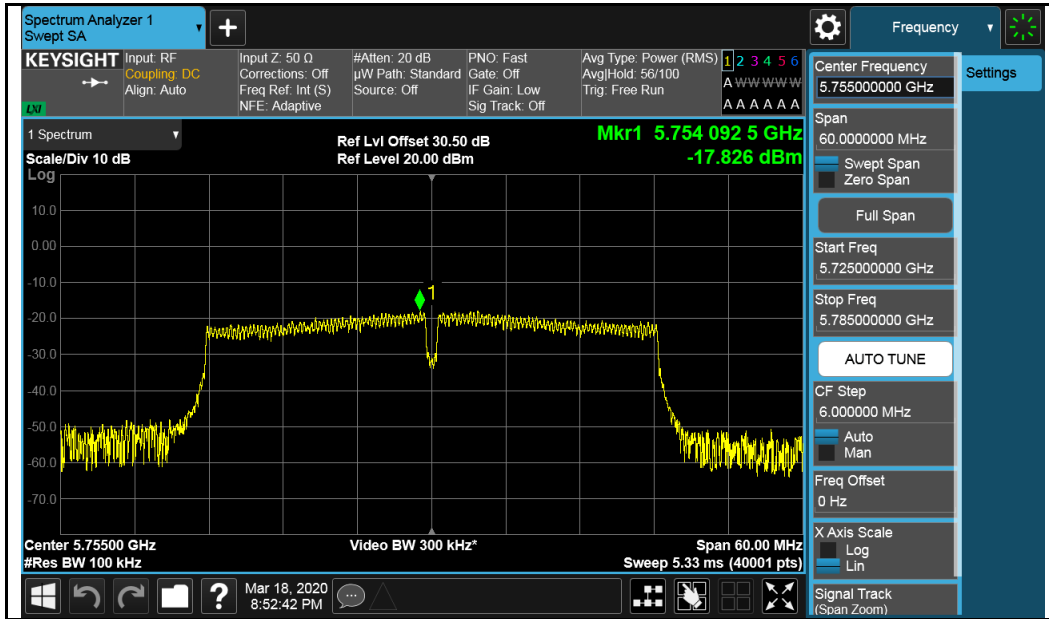 Spectrum Analyzer 1
Swept SA
+
Frequency
KEYSIGHT
LXI
Input: RF
Coupling: DC
Align: Auto
Input Z: 50 Ω
Corrections: Off
Freq Ref: Int (S)
NFE: Adaptive
#Atten: 20 dB
µW Path: Standard
Source: Off
PNO: Fast
Gate: Off
IF Gain: Low
Sig Track: Off
Avg Type: Power (RMS)
Avg|Hold: 56/100
Trig: Free Run
1 2 3 4 5 6
A W W W W W
A A A A A A
1 Spectrum
Scale/Div 10 dB
Log
Ref Lvl Offset 30.50 dB
Ref Level 20.00 dBm
Mkr1 5.754 092 5 GHz
-17.826 dBm
10.0
0.00
-10.0
-20.0
-30.0
-40.0
-50.0
-60.0
-70.0
1
Center 5.75500 GHz
#Res BW 100 kHz
Video BW 300 kHz*
Span 60.00 MHz
Sweep 5.33 ms (40001 pts)
Center Frequency
5.755000000 GHz
Settings
Span
60.0000000 MHz
Swept Span
Zero Span
Full Span
Start Freq
5.725000000 GHz
Stop Freq
5.785000000 GHz
AUTO TUNE
CF Step
6.000000 MHz
Auto
Man
Freq Offset
0 Hz
X Axis Scale
Log
Lin
Signal Track
(Span Zoom)
?
Mar 18, 2020
8:52:42 PM